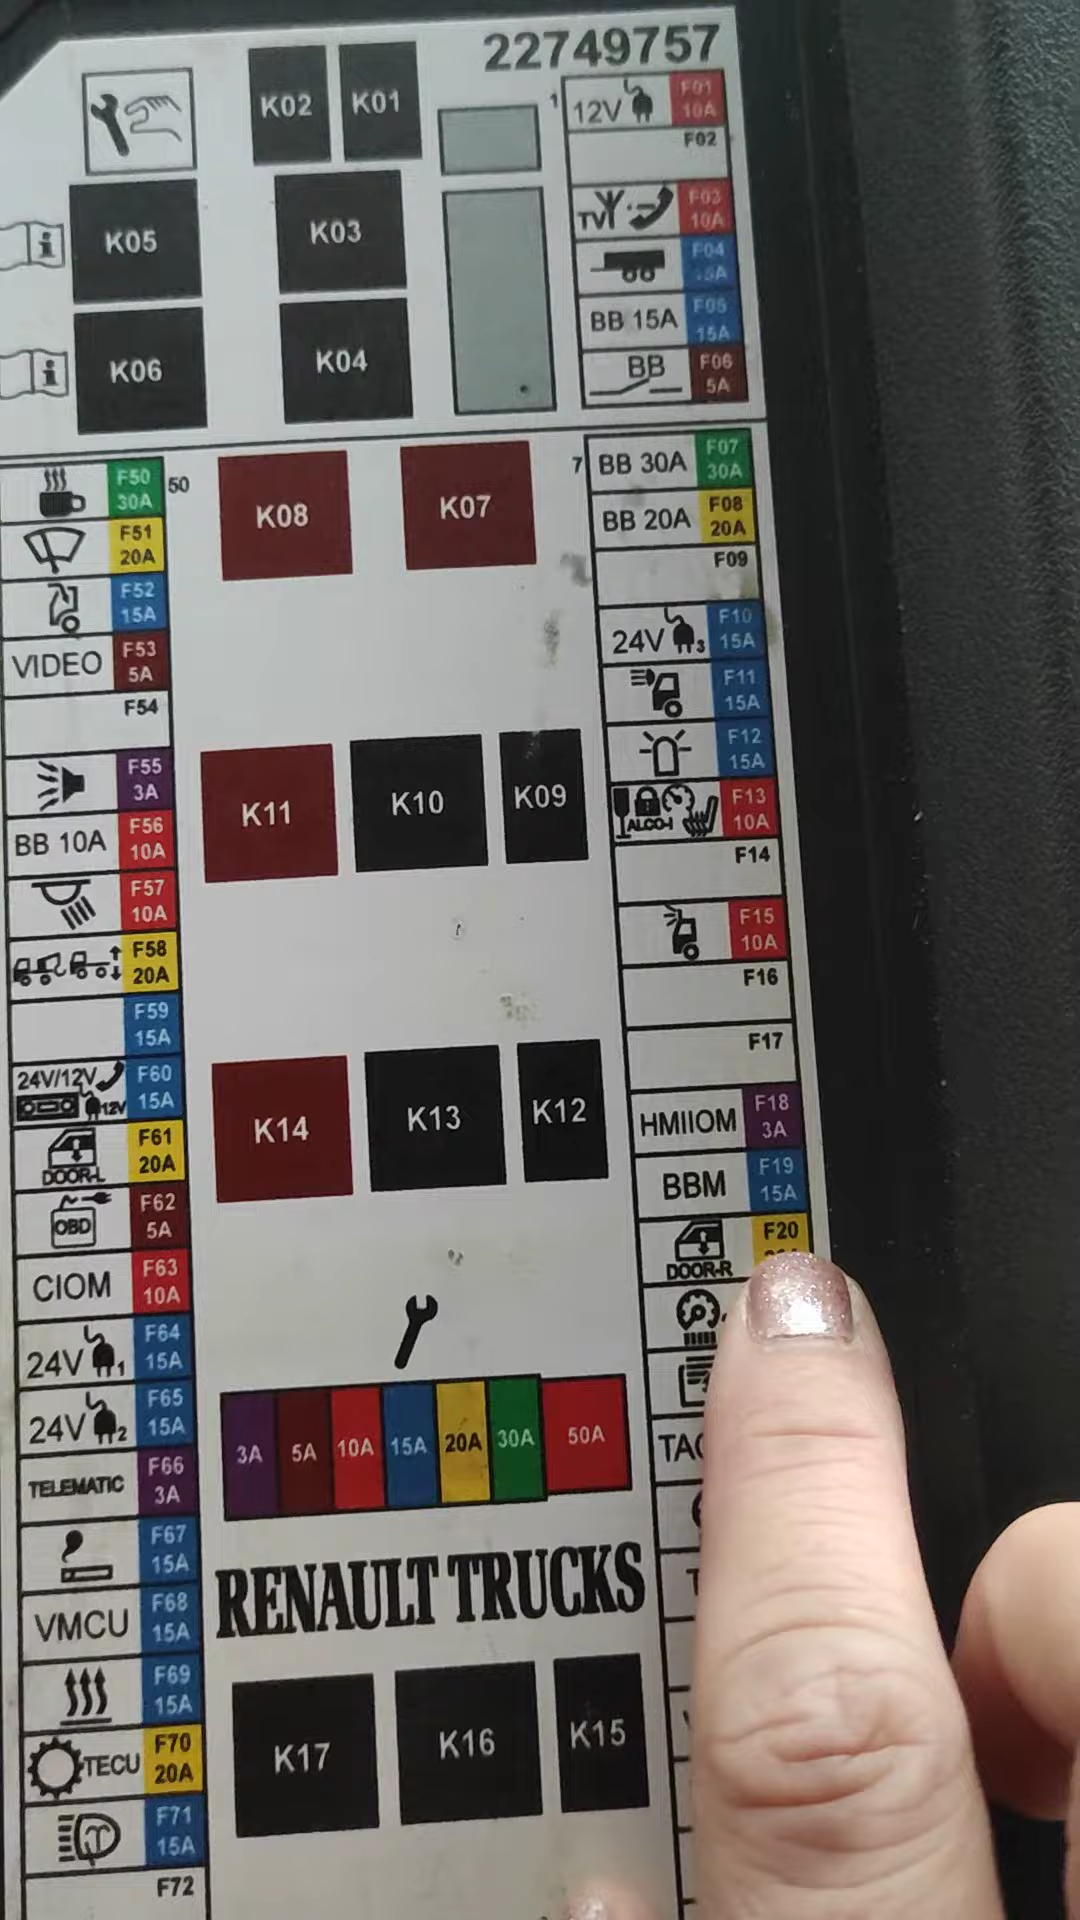 22749757
K02
K01
K05
K03
K06
K04
i
i
1
12V
F01
10A
F02
TV
F03
10A
F04
15A
BB 15A
F05
15A
BB
F06
5A
F50
30A
50
F51
20A
F52
15A
VIDEO
F53
5A
F54
F55
3A
BB 10A
F56
10A
F57
10A
F58
20A
F59
15A
24V/12V
12V
F60
15A
DOOR-L
F61
20A
OBD
F62
5A
CIOM
F63
10A
24V 1
F64
15A
24V 2
F65
15A
TELEMATIC
F66
3A
F67
15A
VMCU
F68
15A
F69
15A
TECU
F70
20A
F71
15A
F72
K08
K07
K11
K10
K09
K14
K13
K12
3A
5A
10A
15A
20A
30A
50A
RENAULT TRUCKS
K17
K16
K15
7
BB 30A
F07
30A
BB 20A
F08
20A
F09
24V 3
F10
15A
F11
15A
F12
15A
ALCO-I
F13
10A
F14
F15
10A
F16
F17
HMIIOM
F18
3A
BBM
F19
15A
DOOR-R
F20